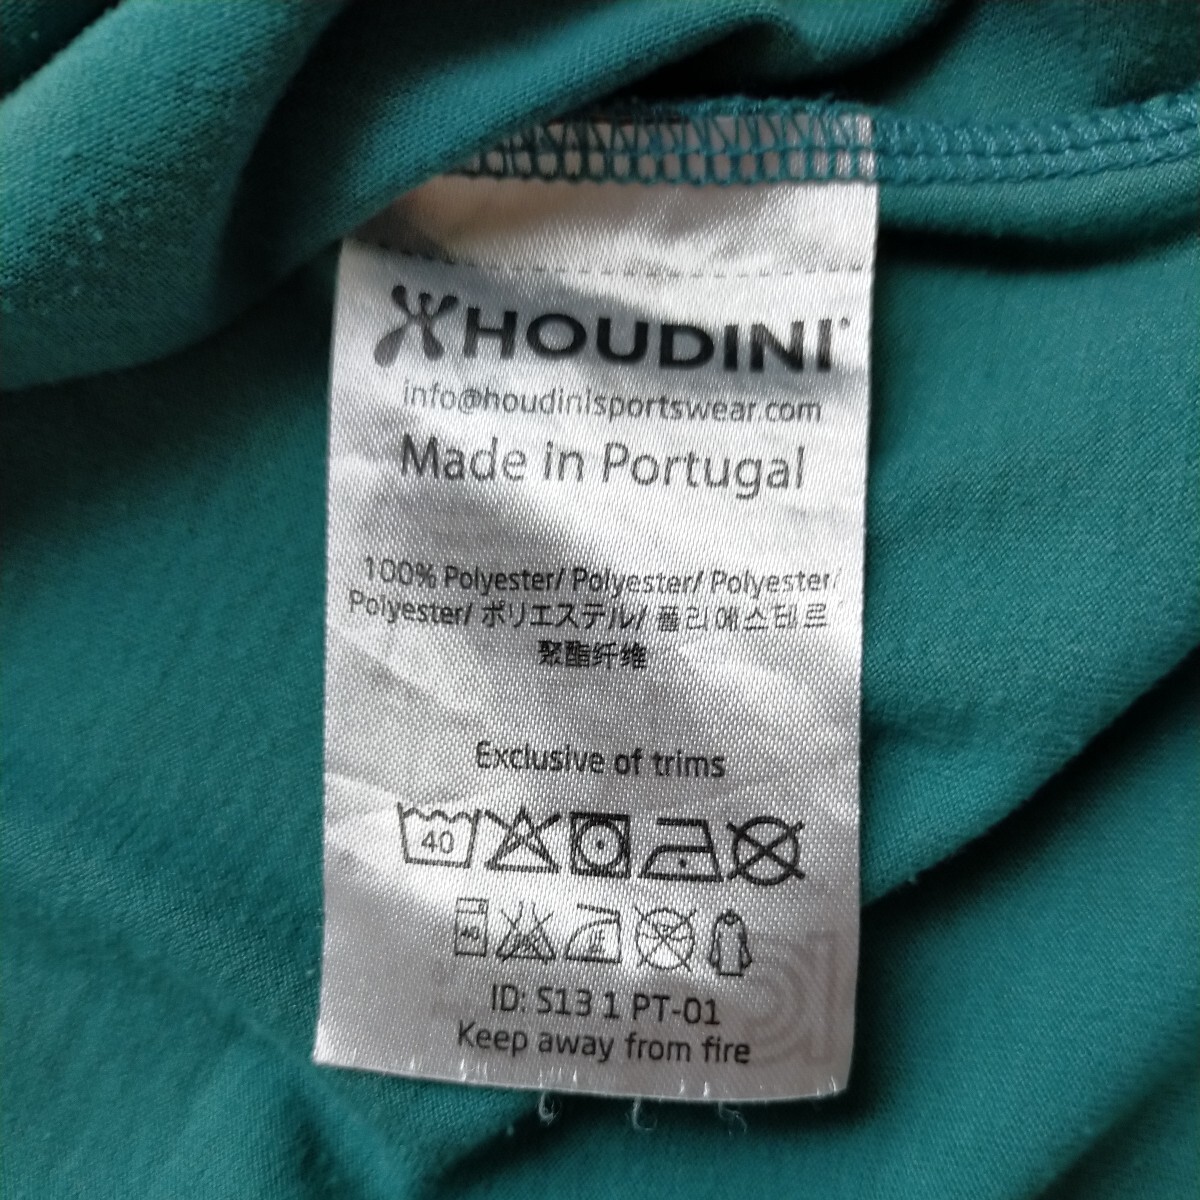 HOUDINI
info@houdinisportswear.com
Made in Portugal
100% Polyester/ Polyester/ Polyester/
Polyester/ ポリエステル/ 폴리에스테르
聚酯纤维
Exclusive of trims
40
40
ID: S13 1 PT-01
Keep away from fire